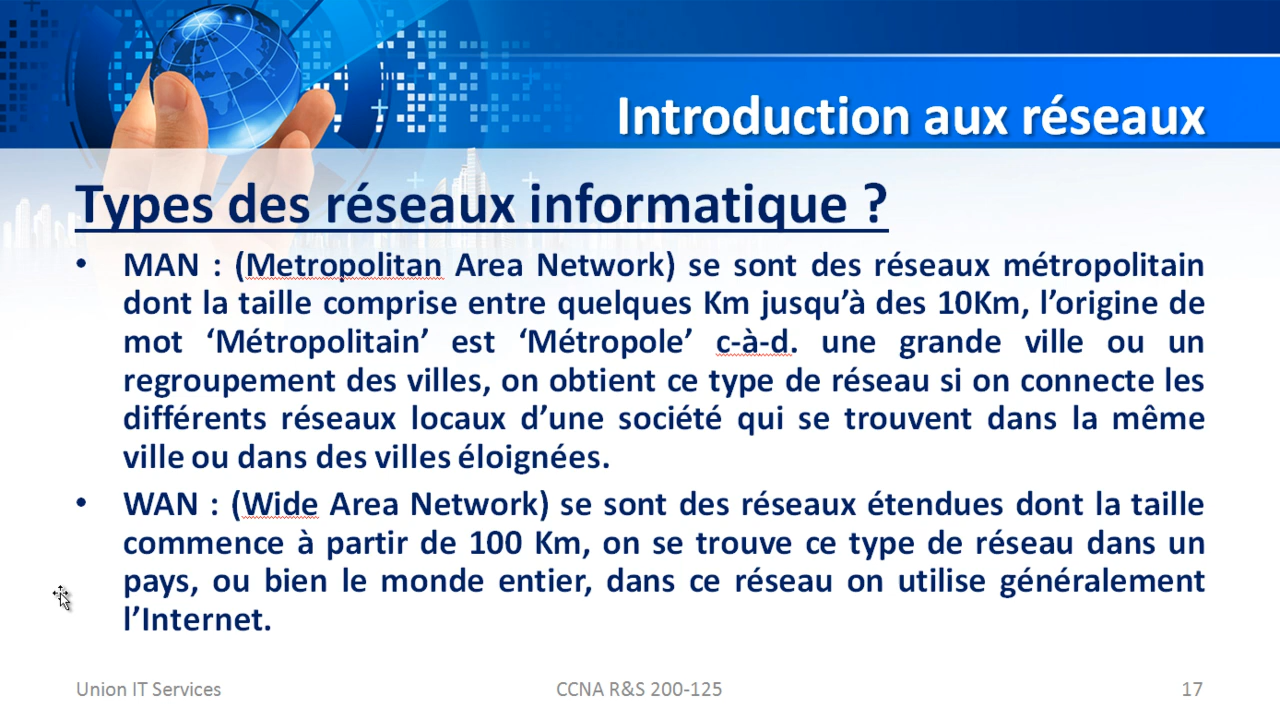 Introduction aux réseaux
Types des réseaux informatique ?
• MAN : (Metropolitan Area Network) se sont des réseaux métropolitain
dont la taille comprise entre quelques Km jusqu’à des 10Km, l’origine de
mot ‘Métropolitain’ est ‘Métropole’ c-à-d. une grande ville ou un
regroupement des villes, on obtient ce type de réseau si on connecte les
différents réseaux locaux d’une société qui se trouvent dans la même
ville ou dans des villes éloignées.
• WAN : (Wide Area Network) se sont des réseaux étendues dont la taille
commence à partir de 100 Km, on se trouve ce type de réseau dans un
pays, ou bien le monde entier, dans ce réseau on utilise généralement
l’Internet.
Union IT Services
CCNA R&S 200-125
17